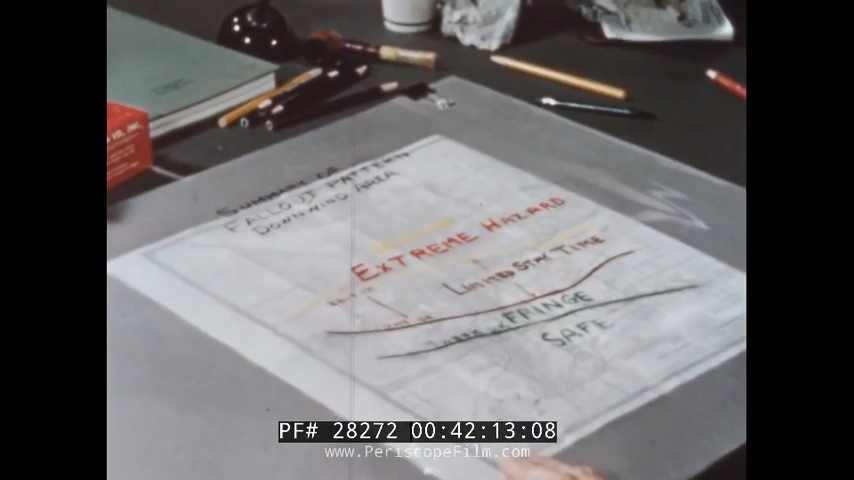 SUMMARY OF
FALLOUT PATTERN
DOWNWIND AREA
EXTREME HAZARD
LIMITED STAY TIME
FRINGE
SAFE
PF# 28272 00:42:13:08
www.PeriscopeFilm.com